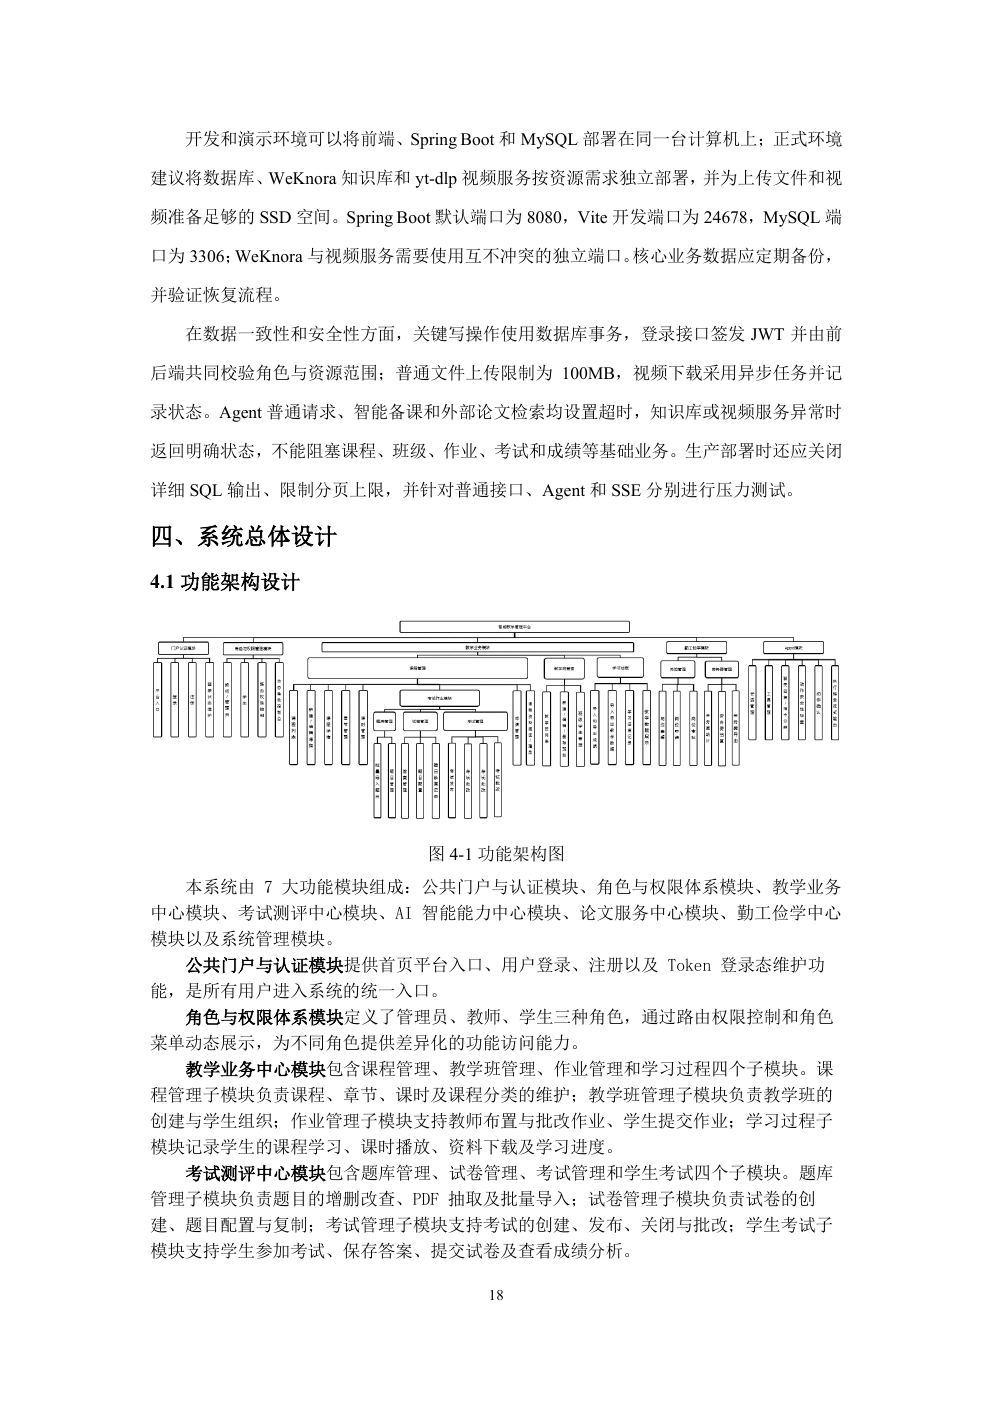 开发和演示环境可以将前端、Spring Boot 和 MySQL 部署在同一台计算机上；正式环境
建议将数据库、WeKnora 知识库和 yt-dlp 视频服务按资源需求独立部署，并为上传文件和视
频准备足够的 SSD 空间。Spring Boot 默认端口为 8080，Vite 开发端口为 24678，MySQL 端
口为 3306；WeKnora 与视频服务需要使用互不冲突的独立端口。核心业务数据应定期备份，
并验证恢复流程。
在数据一致性和安全性方面，关键写操作使用数据库事务，登录接口签发 JWT 并由前
后端共同校验角色与资源范围；普通文件上传限制为 100MB，视频下载采用异步任务并记
录状态。Agent 普通请求、智能备课和外部论文检索均设置超时，知识库或视频服务异常时
返回明确状态，不能阻塞课程、班级、作业、考试和成绩等基础业务。生产部署时还应关闭
详细 SQL 输出、限制分页上限，并针对普通接口、Agent 和 SSE 分别进行压力测试。
四、系统总体设计
4.1 功能架构设计
教学业务模块
勤工俭学模块
课程管理
教学班管理
学习过程
题库管理
试卷管理
考试管理
图 4-1 功能架构图
本系统由 7 大功能模块组成：公共门户与认证模块、角色与权限体系模块、教学业务
中心模块、考试测评中心模块、AI 智能能力中心模块、论文服务中心模块、勤工俭学中心
模块以及系统管理模块。
公共门户与认证模块提供首页平台入口、用户登录、注册以及 Token 登录态维护功
能，是所有用户进入系统的统一入口。
角色与权限体系模块定义了管理员、教师、学生三种角色，通过路由权限控制和角色
菜单动态展示，为不同角色提供差异化的功能访问能力。
教学业务中心模块包含课程管理、教学班管理、作业管理和学习过程四个子模块。课
程管理子模块负责课程、章节、课时及课程分类的维护；教学班管理子模块负责教学班的
创建与学生组织；作业管理子模块支持教师布置与批改作业、学生提交作业；学习过程子
模块记录学生的课程学习、课时播放、资料下载及学习进度。
考试测评中心模块包含题库管理、试卷管理、考试管理和学生考试四个子模块。题库
管理子模块负责题目的增删改查、PDF 抽取及批量导入；试卷管理子模块负责试卷的创
建、题目配置与复制；考试管理子模块支持考试的创建、发布、关闭与批改；学生考试子
模块支持学生参加考试、保存答案、提交试卷及查看成绩分析。
18